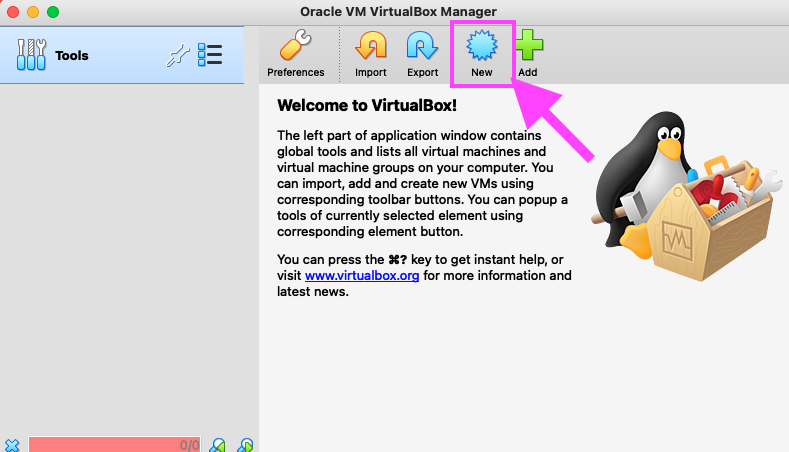 Oracle VM VirtualBox Manager
Tools
Preferences
Import
Export
New
Add
Welcome to VirtualBox!
The left part of application window contains
global tools and lists all virtual machines and
virtual machine groups on your computer. You
can import, add and create new VMs using
corresponding toolbar buttons. You can popup a
tools of currently selected element using
corresponding element button.
You can press the ⌘? key to get instant help, or
visit www.virtualbox.org for more information and
latest news.
0/0